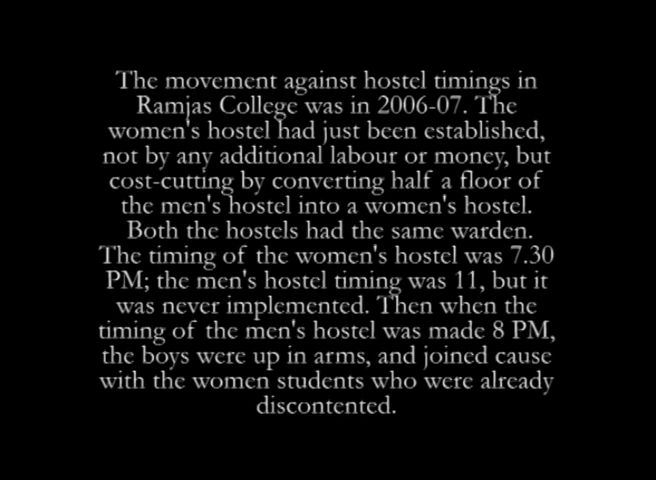 The movement against hostel timings in
Ramjas College was in 2006-07. The
women's hostel had just been established,
not by any additional labour or money, but
cost-cutting by converting half a floor of
the men's hostel into a women's hostel.
Both the hostels had the same warden.
The timing of the women's hostel was 7.30
PM; the men's hostel timing was 11, but it
was never implemented. Then when the
timing of the men's hostel was made 8 PM,
the boys were up in arms, and joined cause
with the women students who were already
discontented.